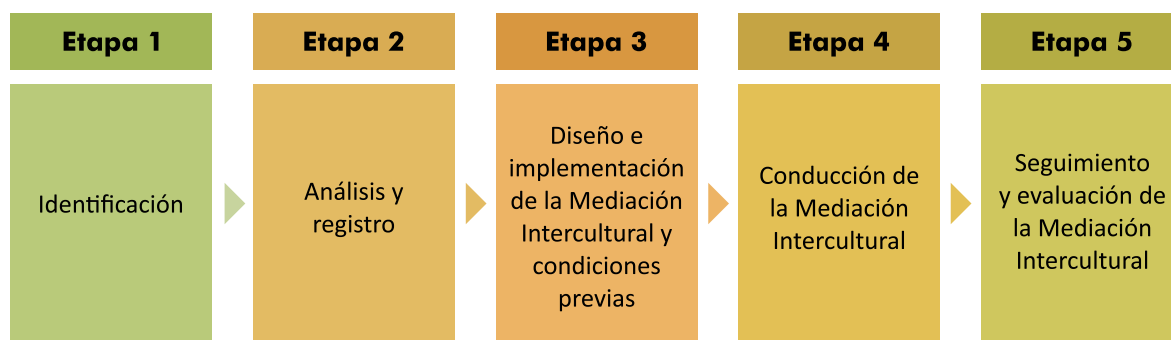 Etapa 1
Identificación
Etapa 2
Análisis y
registro
Etapa 3
Diseño e
implementación
de la Mediación
Intercultural y
condiciones
previas
Etapa 4
Conducción de
la Mediación
Intercultural
Etapa 5
Seguimiento
y evaluación de
la Mediación
Intercultural